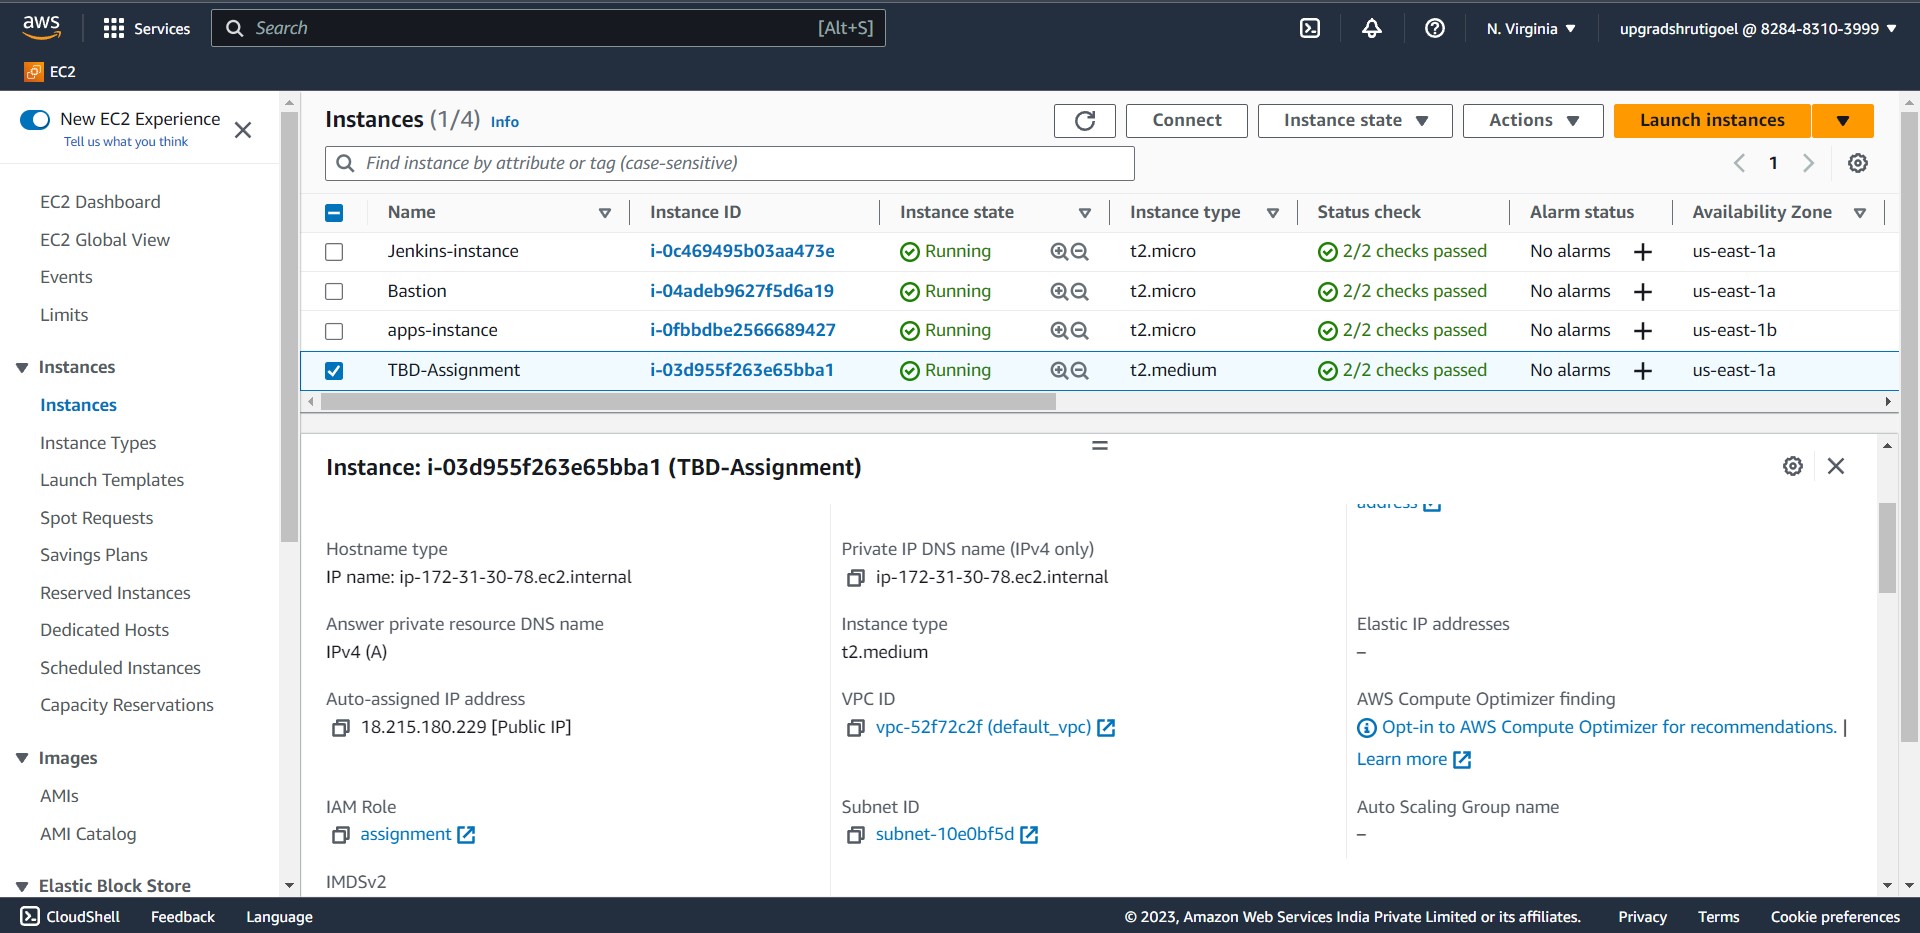 aws
Services
Search
[Alt+S]
N. Virginia
upgradshrutigoel @ 8284-8310-3999
EC2
New EC2 Experience
Tell us what you think
EC2 Dashboard
EC2 Global View
Events
Limits
Instances
Instances
Instance Types
Launch Templates
Spot Requests
Savings Plans
Reserved Instances
Dedicated Hosts
Scheduled Instances
Capacity Reservations
Images
AMIs
AMI Catalog
Elastic Block Store
Instances (1/4) Info
Connect
Instance state
Actions
Launch instances
Find instance by attribute or tag (case-sensitive)
1
Name Instance ID Instance state Instance type Status check Alarm status Availability Zone
Jenkins-instance i-0c469495b03aa473e Running t2.micro 2/2 checks passed No alarms us-east-1a
Bastion i-04adeb9627f5d6a19 Running t2.micro 2/2 checks passed No alarms us-east-1a
apps-instance i-0fbbdbe2566689427 Running t2.micro 2/2 checks passed No alarms us-east-1b
TBD-Assignment i-03d955f263e65bba1 Running t2.medium 2/2 checks passed No alarms us-east-1a
Instance: i-03d955f263e65bba1 (TBD-Assignment)
address
Hostname type
IP name: ip-172-31-30-78.ec2.internal
Private IP DNS name (IPv4 only)
ip-172-31-30-78.ec2.internal
Answer private resource DNS name
IPv4 (A)
Instance type
t2.medium
Elastic IP addresses
–
Auto-assigned IP address
18.215.180.229 [Public IP]
VPC ID
vpc-52f72c2f (default_vpc)
AWS Compute Optimizer finding
Opt-in to AWS Compute Optimizer for recommendations. |
Learn more
IAM Role
assignment
Subnet ID
subnet-10e0bf5d
Auto Scaling Group name
–
IMDSv2
CloudShell
Feedback
Language
© 2023, Amazon Web Services India Private Limited or its affiliates.
Privacy
Terms
Cookie preferences